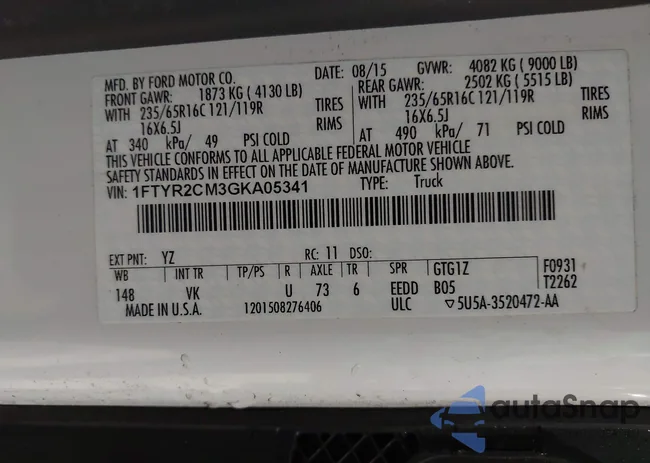 MFD. BY FORD MOTOR CO. DATE: 08/15 GVWR: 4082 KG ( 9000 LB)
FRONT GAWR: 1873 KG ( 4130 LB) REAR GAWR: 2502 KG ( 5515 LB)
WITH 235/65R16C 121/119R TIRES WITH 235/65R16C 121/119R TIRES
16X6.5J RIMS 16X6.5J RIMS
AT 340 kPa/ 49 PSI COLD AT 490 kPa/ 71 PSI COLD
THIS VEHICLE CONFORMS TO ALL APPLICABLE FEDERAL MOTOR VEHICLE
SAFETY STANDARDS IN EFFECT ON THE DATE OF MANUFACTURE SHOWN ABOVE.
VIN: 1FTYR2CM3GKA05341 TYPE: Truck
EXT PNT: YZ RC: 11 DSO:
WB INT TR TP/PS R AXLE TR SPR GTG1Z F0931
148 VK U 73 6 EEDD B05 T2262
MADE IN U.S.A. 1201508276406 ULC ▽5U5A-3520472-AA
autoSnap